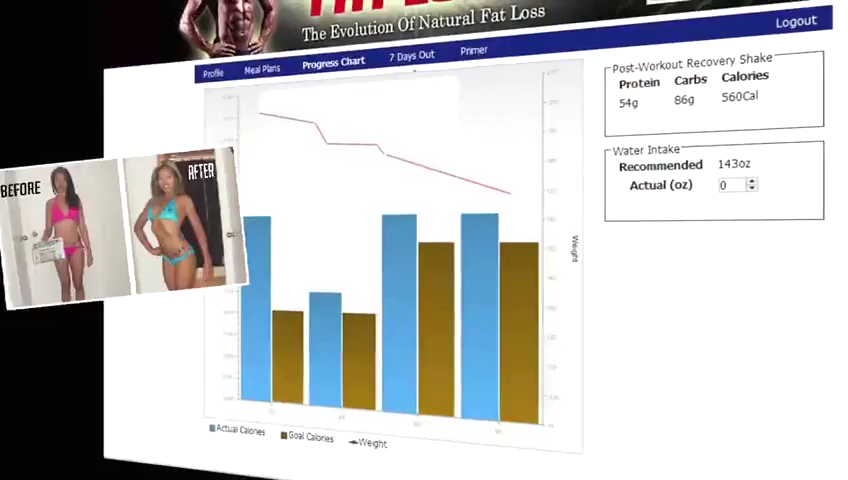 The Evolution Of Natural Fat Loss
Logout
Profile Meal Plans Progress Chart 7 Days Out Primer
Post-Workout Recovery Shake
Protein Carbs Calories
54g 86g 560Cal
Water Intake
Recommended 143oz
Actual (oz) 0
BEFORE
AFTER
Weight
Actual Calories Goal Calories Weight